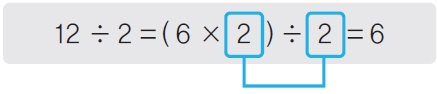 12 ÷ 2 = ( 6 × 2 ) ÷ 2 = 6